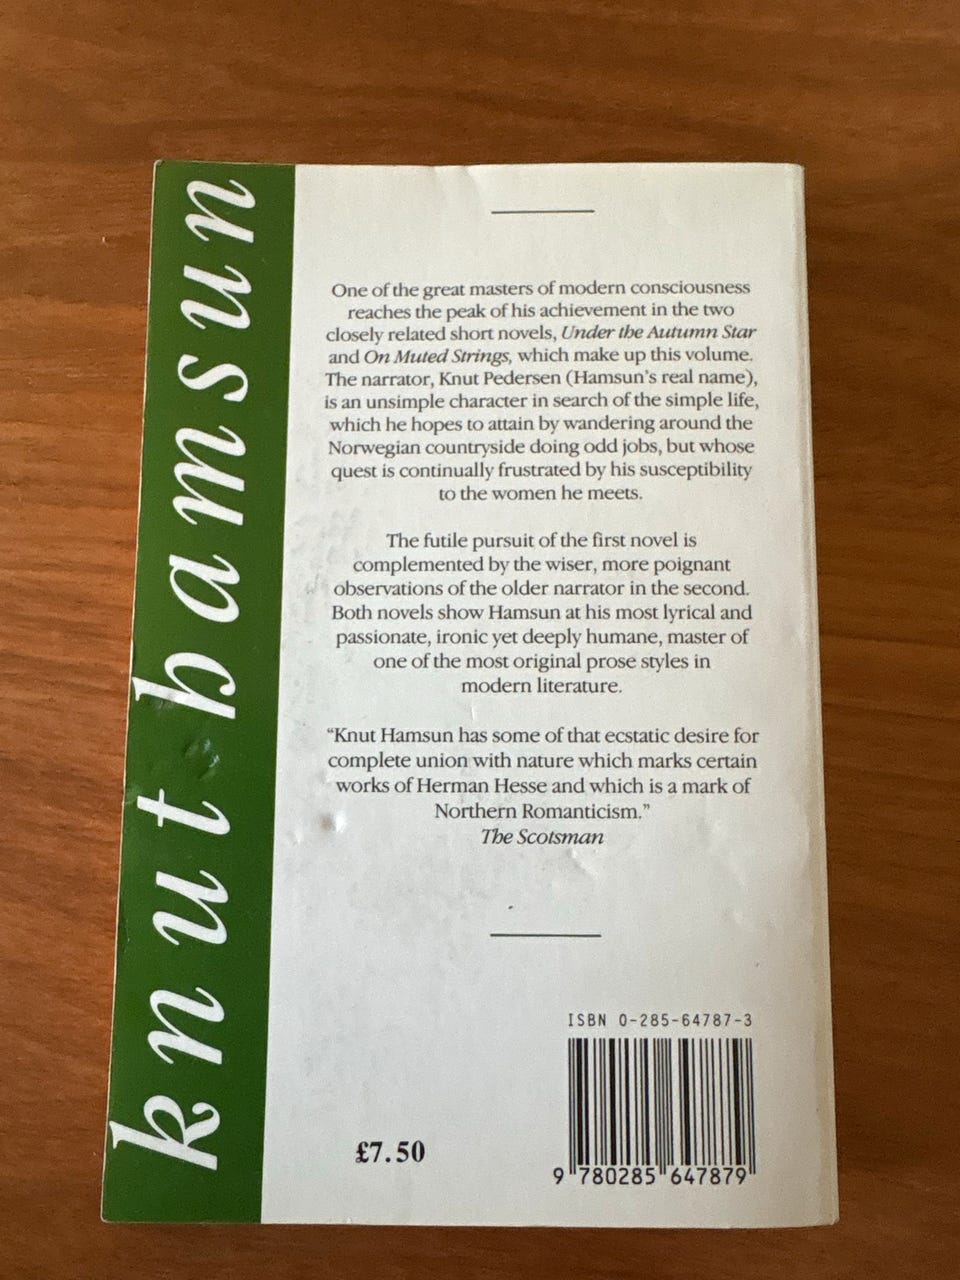 knut hamsun
One of the great masters of modern consciousness
reaches the peak of his achievement in the two
closely related short novels, Under the Autumn Star
and On Muted Strings, which make up this volume.
The narrator, Knut Pedersen (Hamsun's real name),
is an unsimple character in search of the simple life,
which he hopes to attain by wandering around the
Norwegian countryside doing odd jobs, but whose
quest is continually frustrated by his susceptibility
to the women he meets.
The futile pursuit of the first novel is
complemented by the wiser, more poignant
observations of the older narrator in the second.
Both novels show Hamsun at his most lyrical and
passionate, ironic yet deeply humane, master of
one of the most original prose styles in
modern literature.
“Knut Hamsun has some of that ecstatic desire for
complete union with nature which marks certain
works of Herman Hesse and which is a mark of
Northern Romanticism.”
The Scotsman
ISBN 0-285-64787-3
£7.50
9 780285 647879